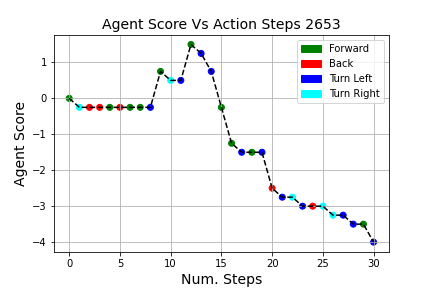 Agent Score Vs Action Steps 2653
Forward
Back
Turn Left
Turn Right
Agent Score
1
0
−1
−2
−3
−4
0 5 10 15 20 25 30
Num. Steps